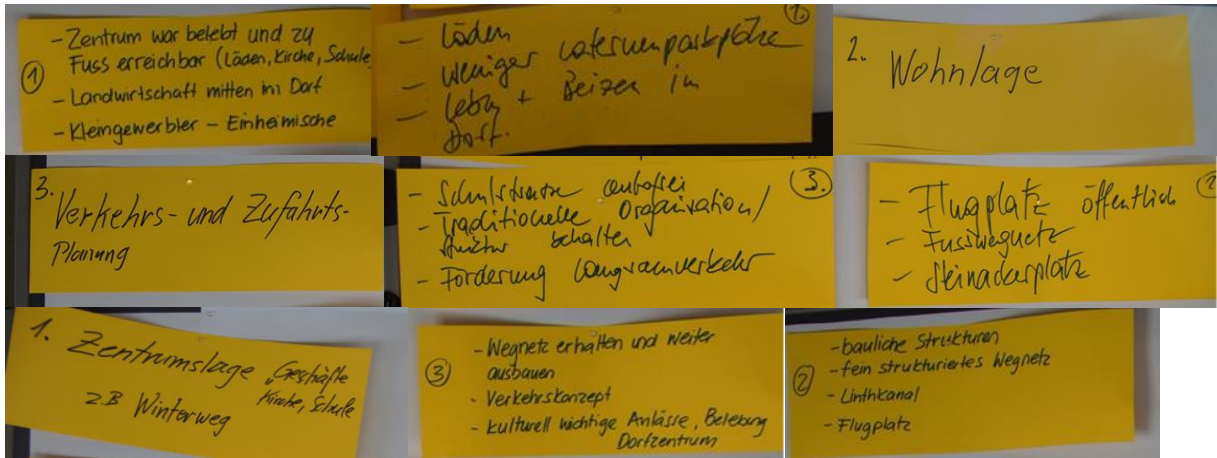 ① - Zentrum war belebt und zu
Fuss erreichbar (Läden, Kirche, Schule)
- Landwirtschaft mitten im Dorf
- Kleingewerbler - Einheimische
1.
- Läden
- Weniger Laternenparkplätze
- Leben + Beizen im
Dorf.
2. Wohnlage
3. Verkehrs- und Zufahrts-
Planung
③.
- Schulstrasse autofrei
- Traditionelle Organisation/
Struktur behalten
- Förderung Langsamverkehr
2
- Flugplatz öffentlich
- Fusswegnetz
- Steinackerplatz
1. Zentrumslage "Geschäfte
Kirche, Schule
z.B Winterweg
③ - Wegnetz erhalten und weiter
ausbauen
- Verkehrskonzept
- kulturell wichtige Anlässe, Belebung
Dorfzentrum
② - bauliche Strukturen
- fein strukturiertes Wegnetz
- Linthkanal
- Flugplatz